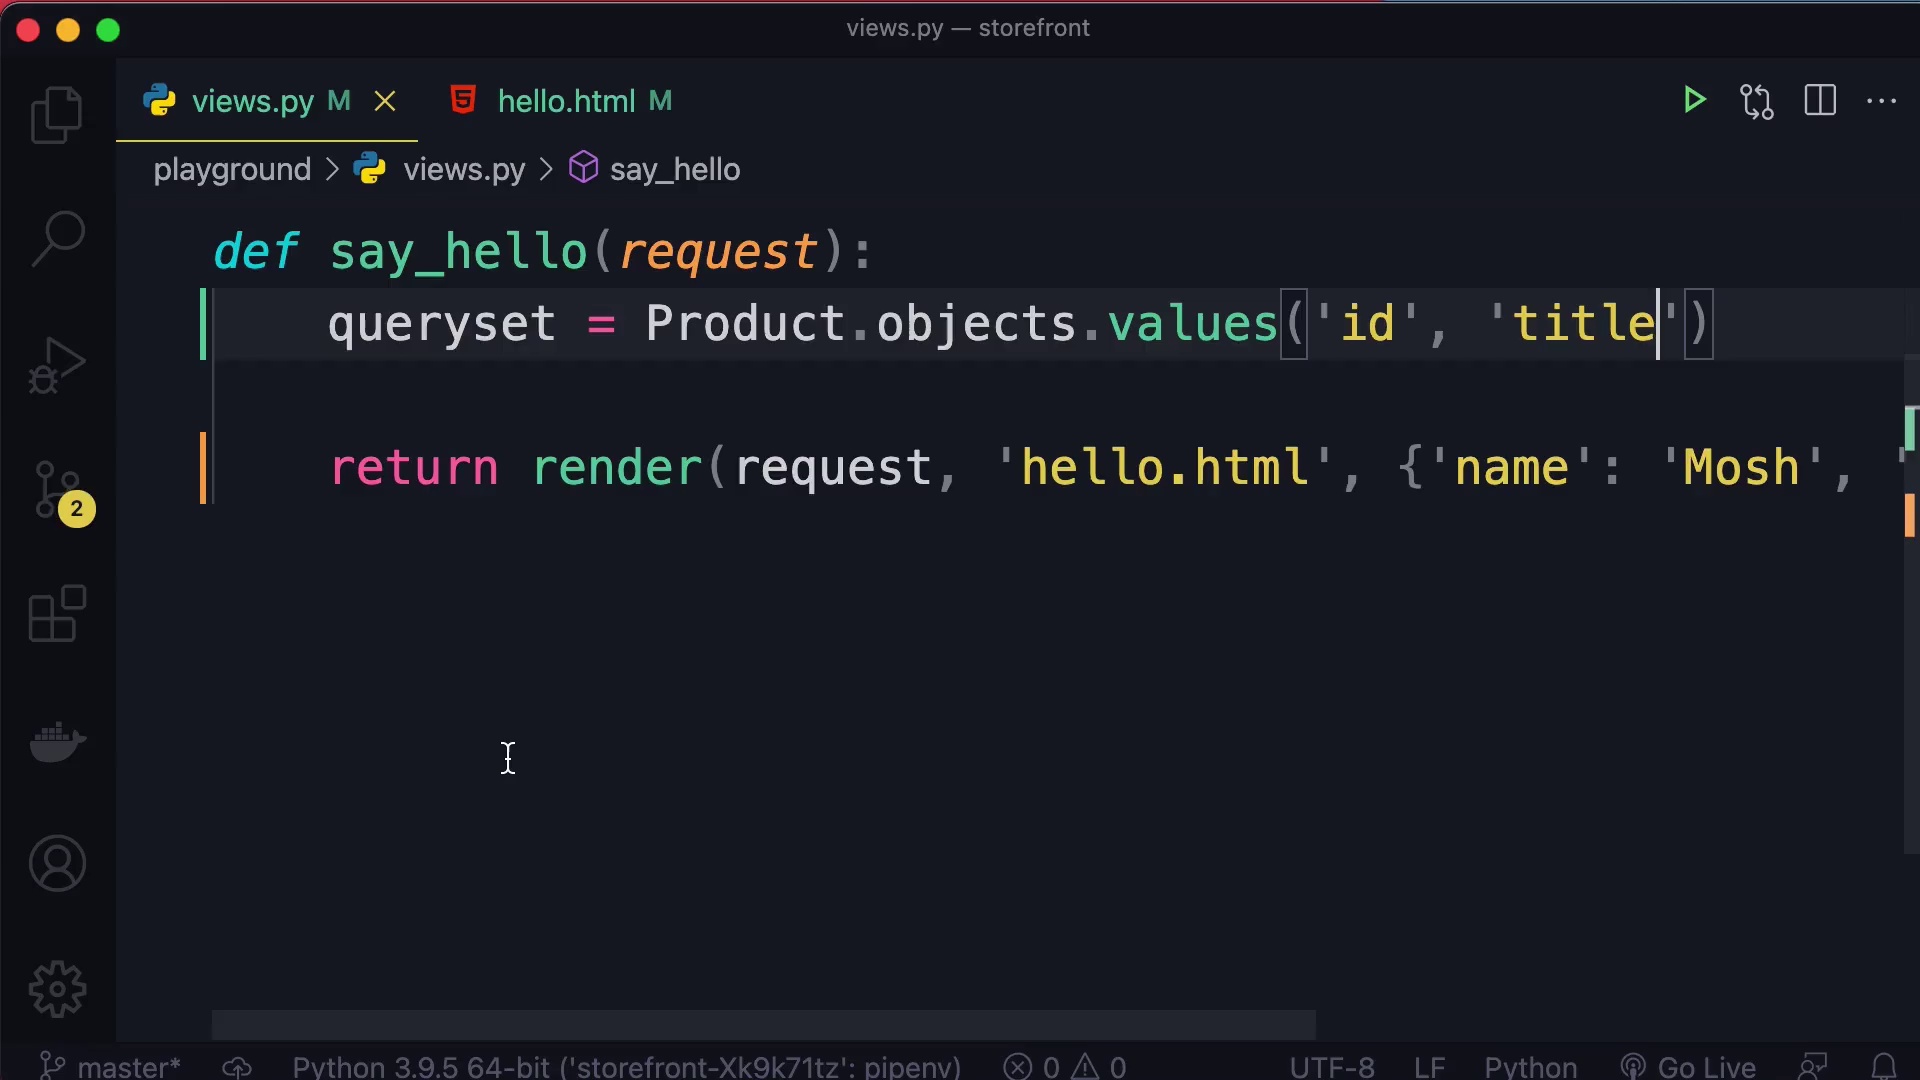 views.py — storefront
views.py M hello.html M
playground > views.py > say_hello
def say_hello(request):
queryset = Product.objects.values('id', 'title')
return render(request, 'hello.html', {'name': 'Mosh', '
2
master* Python 3.9.5 64-bit ('storefront-Xk9k71tz': pipenv) 0 0 UTF-8 LF Python Go Live